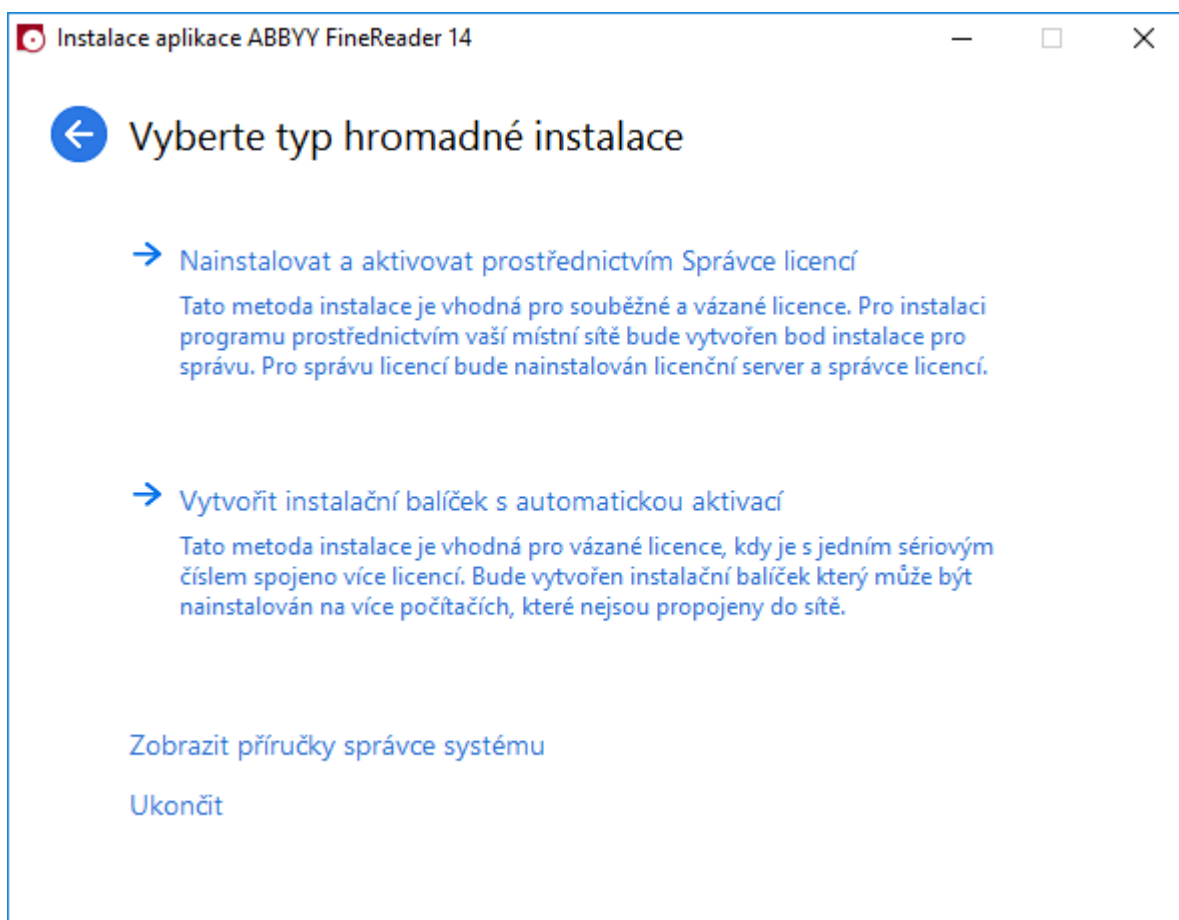 Instalace aplikace ABBYY FineReader 14
Vyberte typ hromadné instalace
Nainstalovat a aktivovat prostřednictvím Správce licencí
Tato metoda instalace je vhodná pro souběžné a vázané licence. Pro instalaci
programu prostřednictvím vaší místní sítě bude vytvořen bod instalace pro
správu. Pro správu licencí bude nainstalován licenční server a správce licencí.
Vytvořit instalační balíček s automatickou aktivací
Tato metoda instalace je vhodná pro vázané licence, kdy je s jedním sériovým
číslem spojeno více licencí. Bude vytvořen instalační balíček který může být
nainstalován na více počítačích, které nejsou propojeny do sítě.
Zobrazit příručky správce systému
Ukončit